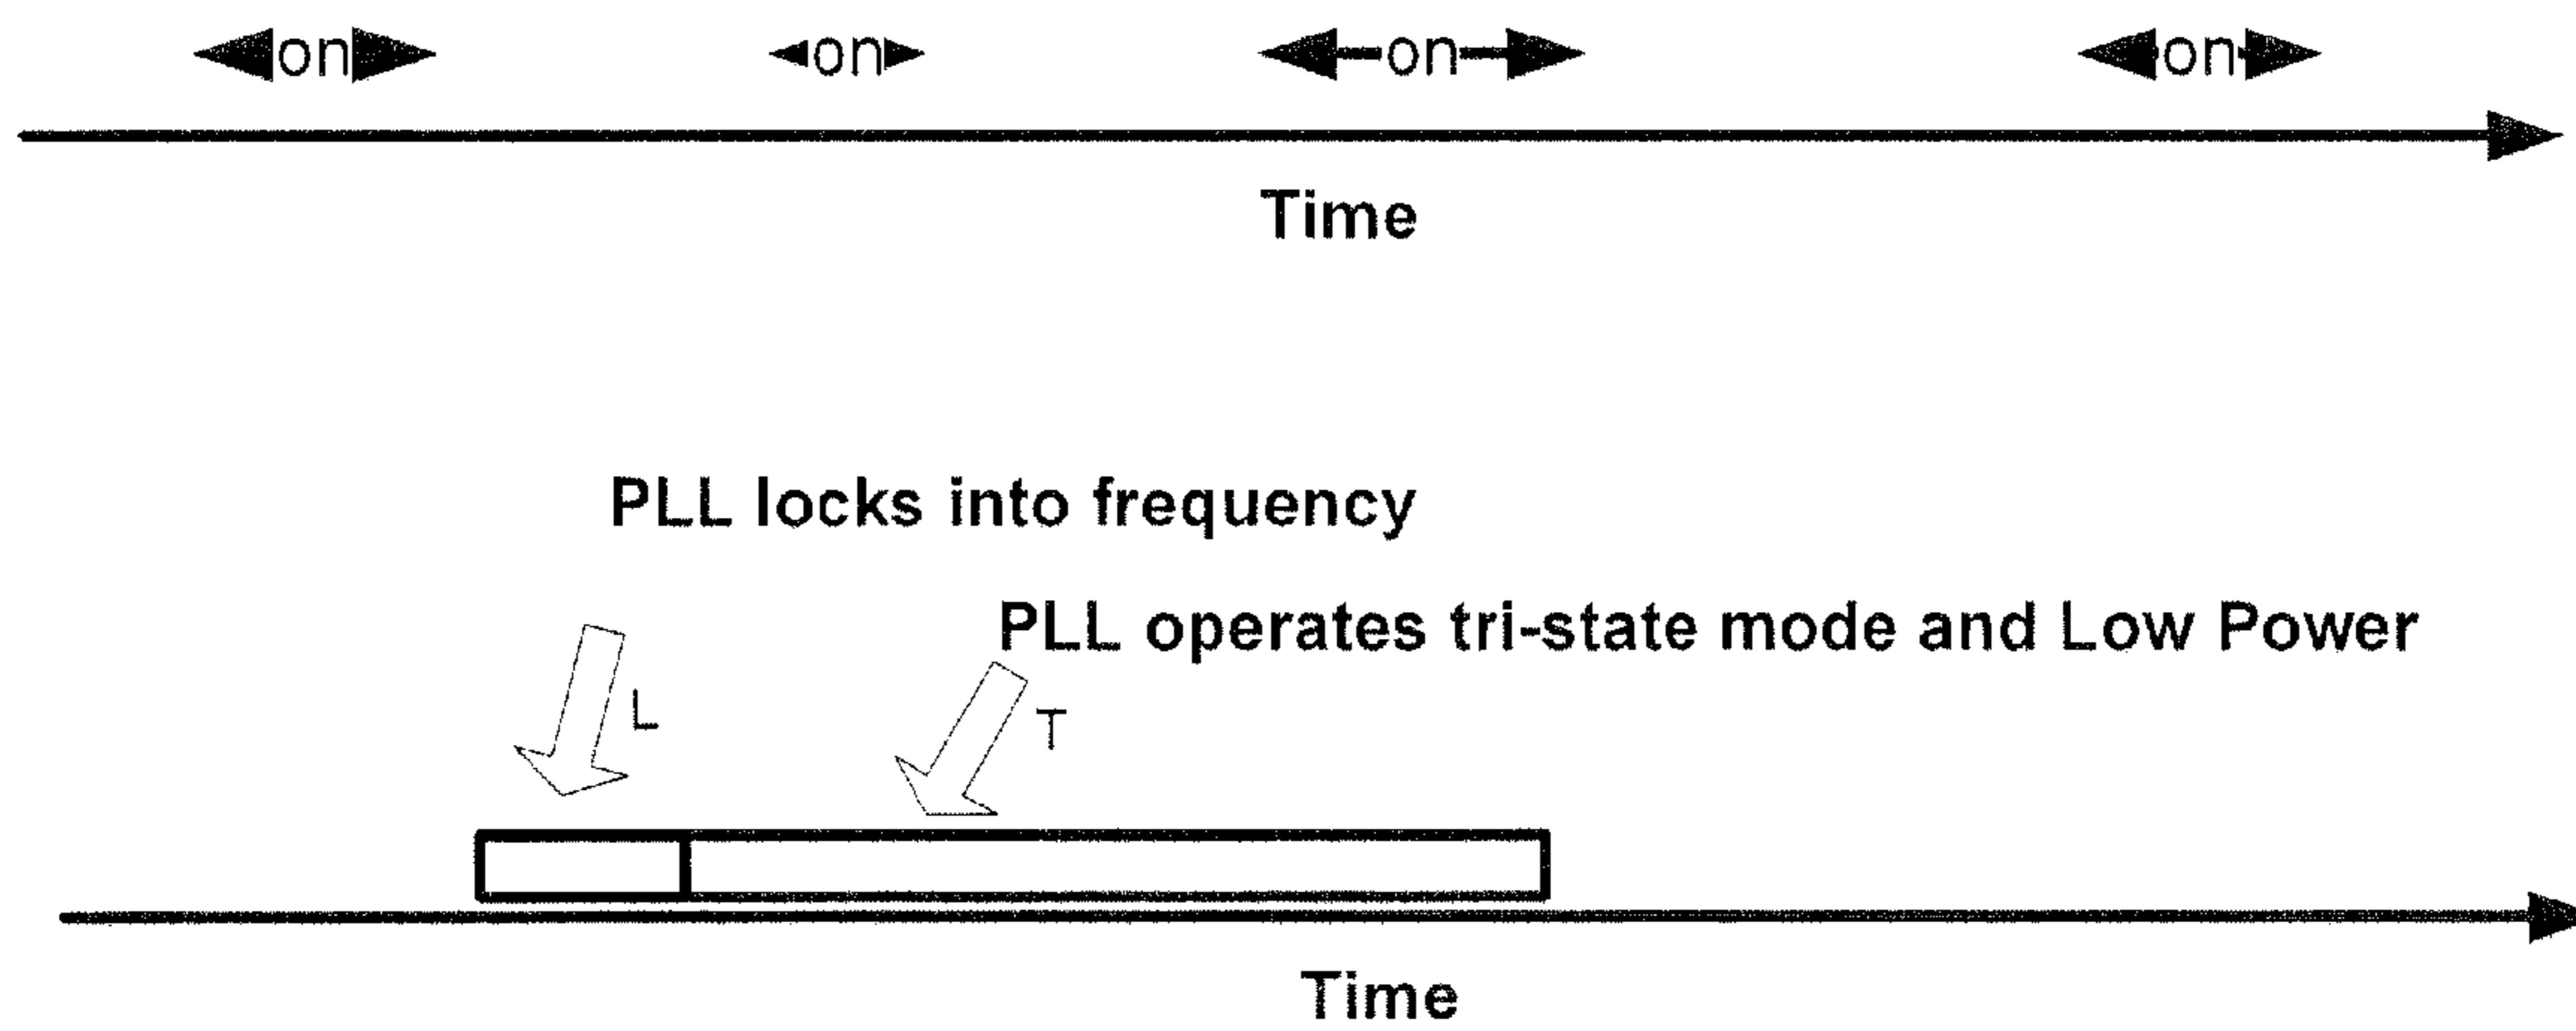 on on on on
Time
PLL locks into frequency
PLL operates tri-state mode and Low Power
L
T
Time